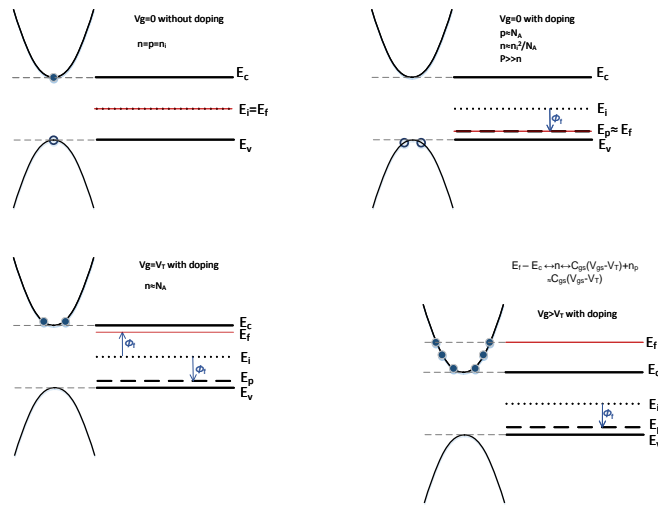 Vg=0 without doping
n=p=nᵢ
Ec
Ei=Ef
Ev
Vg=0 with doping
p≈NA
n≈ni²/NA
P>>n
Ec
Ei
Φf
Ep≈ Ef
Ev
Vg=VT with doping
n≈NA
Ec
Ef
Φf
Ei
Φf
Ep
Ev
Ef – Ec ↔n↔Cgs(Vgs-VT)+np
≈Cgs(Vgs-VT)
Vg>VT with doping
Ef
Ec
Ei
Φf